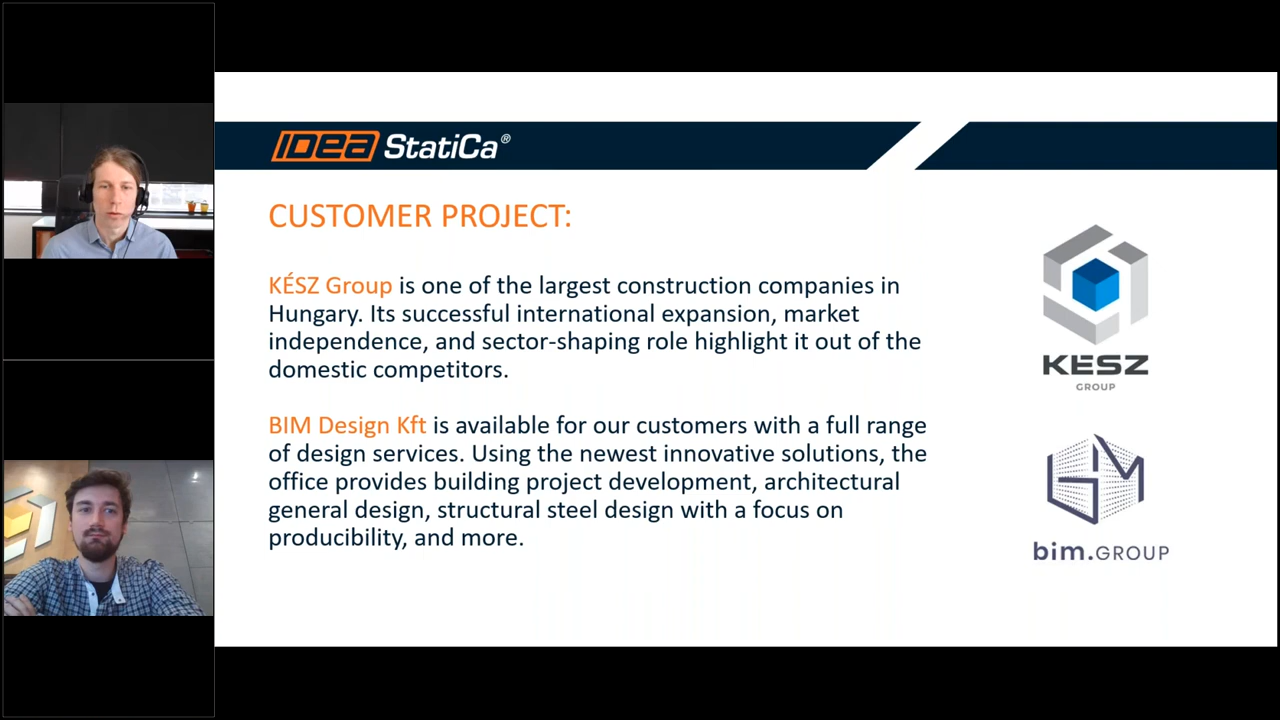 IDEA StatiCa®
CUSTOMER PROJECT:
KÉSZ Group is one of the largest construction companies in
Hungary. Its successful international expansion, market
independence, and sector-shaping role highlight it out of the
domestic competitors.
BIM Design Kft is available for our customers with a full range
of design services. Using the newest innovative solutions, the
office provides building project development, architectural
general design, structural steel design with a focus on
producibility, and more.
KÉSZ
GROUP
bim.GROUP